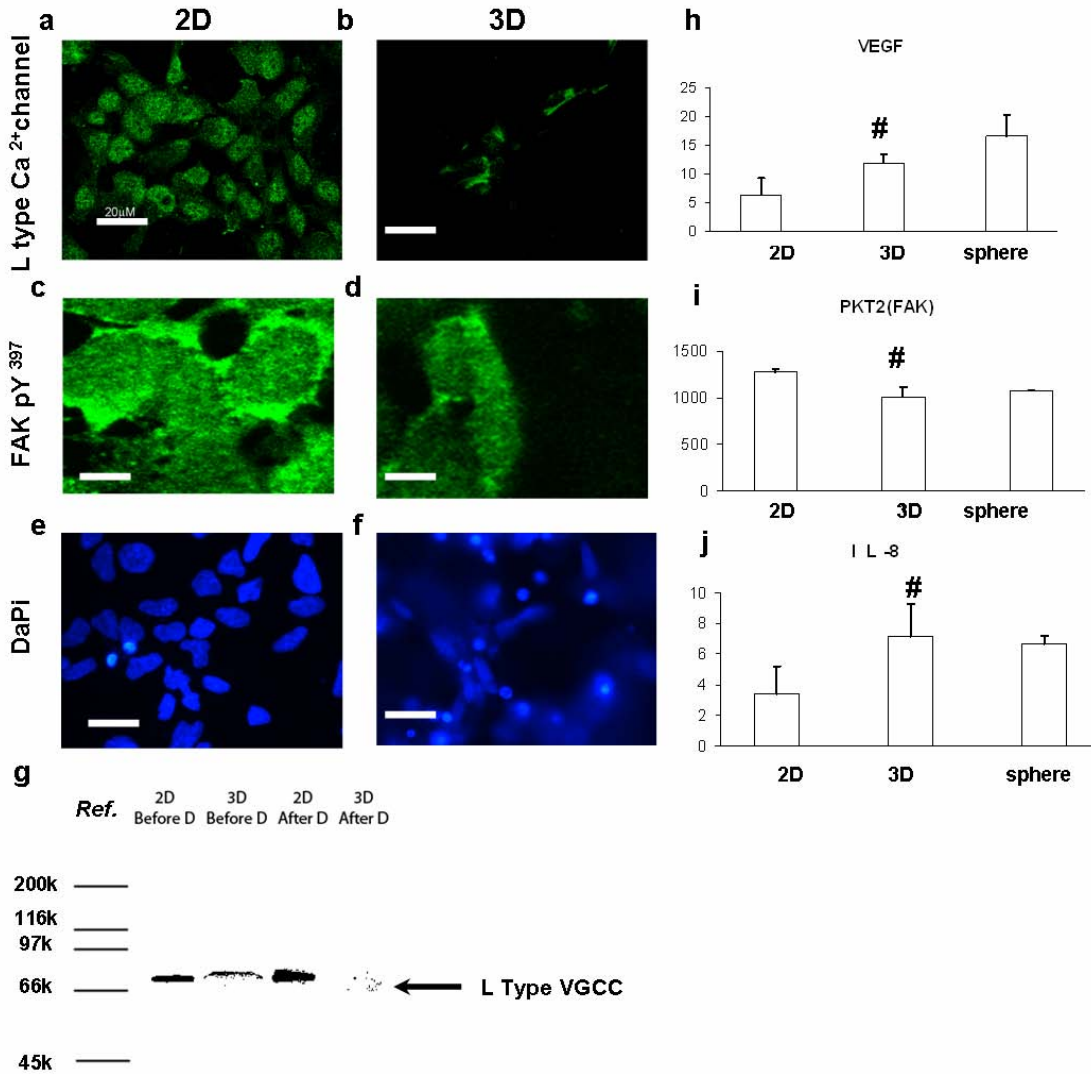 a
2D
b
3D
L type Ca 2+ channel
20µM
c
d
FAK pY 397
e
f
DaPi
g
Ref.
2D
Before D
3D
Before D
2D
After D
3D
After D
200k
116k
97k
66k
45k
L Type VGCC
h
VEGF
25
20
15
10
5
0
#
2D
3D
sphere
i
PKT2(FAK)
1500
1000
500
0
#
2D
3D
sphere
j
I L -8
10
8
6
4
2
0
#
2D
3D
sphere